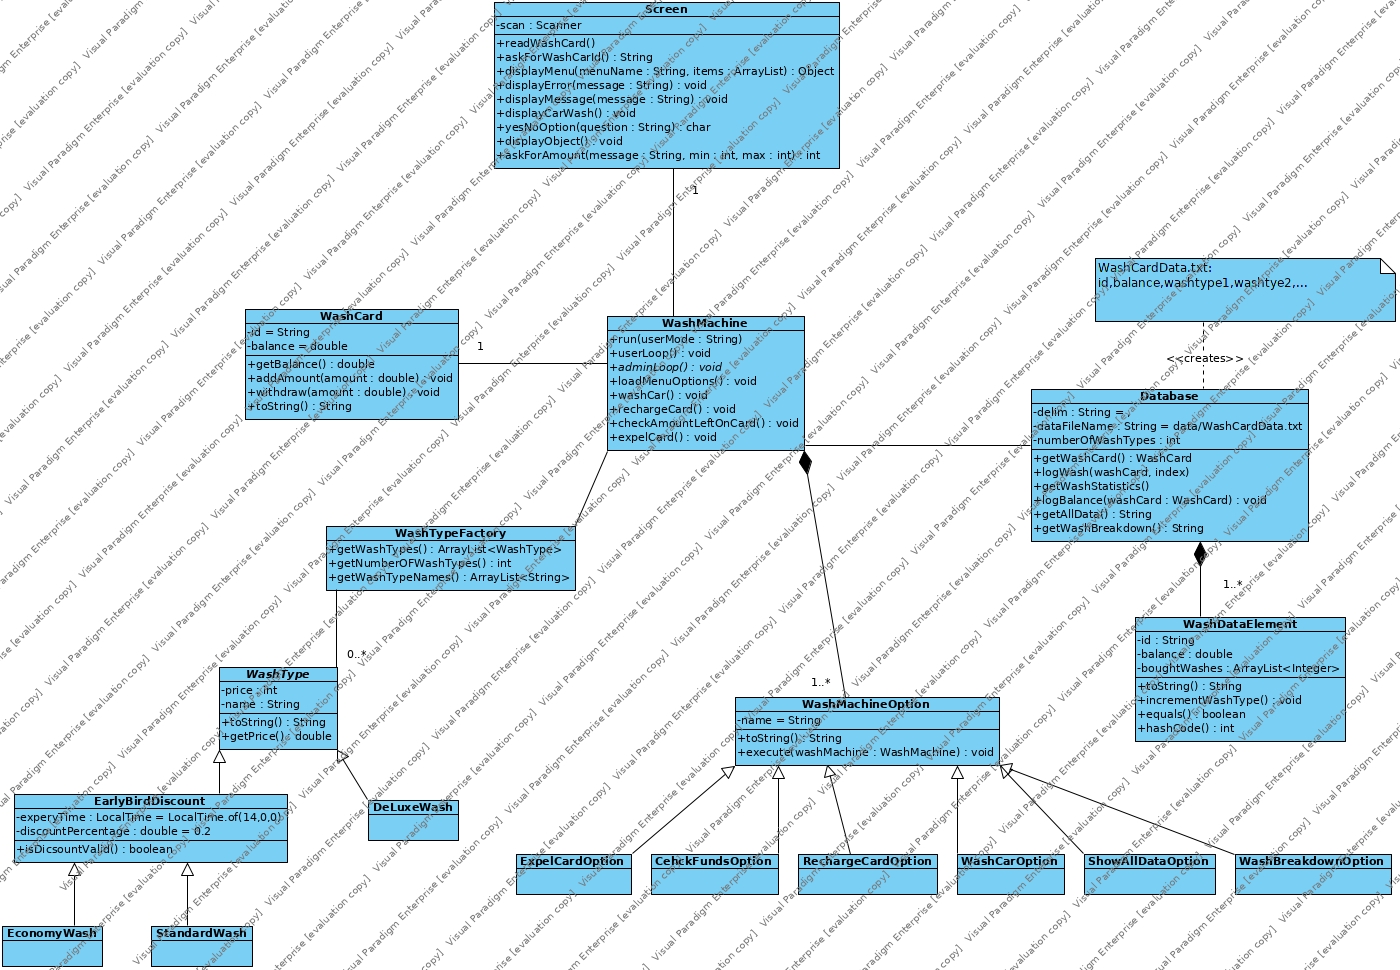 Screen
-scan : Scanner
+readWashCard()
+askForWashCarId() : String
+displayMenu(menuName : String, items : ArrayList) : Object
+displayError(message : String) : void
+displayMessage(message : String) : void
+displayCarWash() : void
+yesNoOption(question : String) : char
+displayObject() : void
+askForAmount(message : String, min : int, max : int) : int
1
WashCardData.txt:
id,balance,washtype1,washtye2,...
<<creates>>
WashCard
-id = String
-balance = double
+getBalance() : double
+addAmount(amount : double) : void
+withdraw(amount : double) : void
+toString() : String
1
WashMachine
+run(userMode : String)
+userLoop() : void
+adminLoop() : void
+loadMenuOptions() : void
+washCar() : void
+rechargeCard() : void
+checkAmountLeftOnCard() : void
+expelCard() : void
Database
-delim : String =
-dataFileName : String = data/WashCardData.txt
-numberOfWashTypes : int
+getWashCard() : WashCard
+logWash(washCard, index)
+getWashStatistics()
+logBalance(washCard : WashCard) : void
+getAllData() : String
+getWashBreakdown() : String
WashTypeFactory
+getWashTypes() : ArrayList<WashType>
+getNumberOFWashTypes() : int
+getWashTypeNames() : ArrayList<String>
1..*
WashDataElement
-id : String
-balance : double
-boughtWashes : ArrayList<Integer>
+toString() : String
+incrementWashType() : void
+equals() : boolean
+hashCode() : int
0..*
WashType
-price : int
-name : String
+toString() : String
+getPrice() : double
1..*
WashMachineOption
-name = String
+toString() : String
+execute(washMachine : WashMachine) : void
EarlyBirdDiscount
-experyTime : LocalTime = LocalTime.of(14,0,0)
-discountPercentage : double = 0.2
+isDicsountValid() : boolean
DeLuxeWash
ExpelCardOption
CehckFundsOption
RechargeCardOption
WashCarOption
ShowAllDataOption
WashBreakdownOption
EconomyWash
StandardWash
Visual Paradigm Enterprise [evaluation copy]